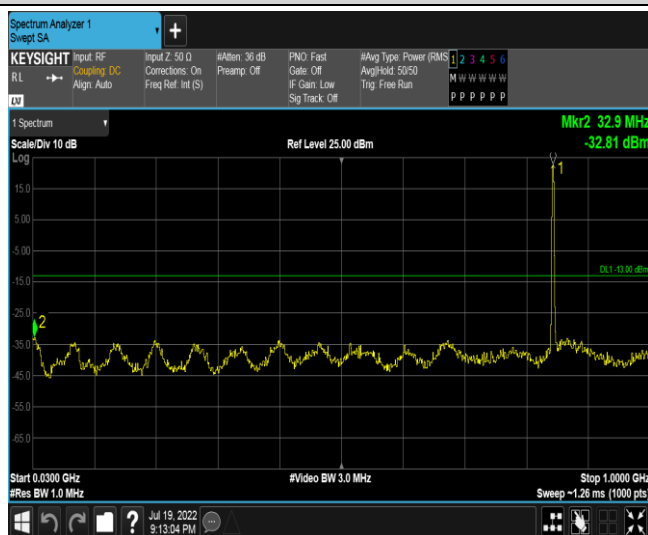 Spectrum Analyzer 1
Swept SA
+
KEYSIGHT
RL
LXI
Input: RF
Coupling: DC
Align: Auto
Input Z: 50 Ω
Corrections: On
Freq Ref: Int (S)
#Atten: 36 dB
Preamp: Off
PNO: Fast
Gate: Off
IF Gain: Low
Sig Track: Off
#Avg Type: Power (RMS
Avg|Hold: 50/50
Trig: Free Run
1 2 3 4 5 6
M W W W W W
P P P P P P
1 Spectrum
Mkr2 32.9 MHz
-32.81 dBm
Scale/Div 10 dB
Ref Level 25.00 dBm
Log
1
15.0
5.00
-5.00
DL1 -13.00 dBm
-15.0
-25.0
2
-35.0
-45.0
-55.0
-65.0
Start 0.0300 GHz
#Video BW 3.0 MHz
Stop 1.0000 GHz
#Res BW 1.0 MHz
Sweep ~1.26 ms (1000 pts)
?
Jul 19, 2022
9:13:04 PM